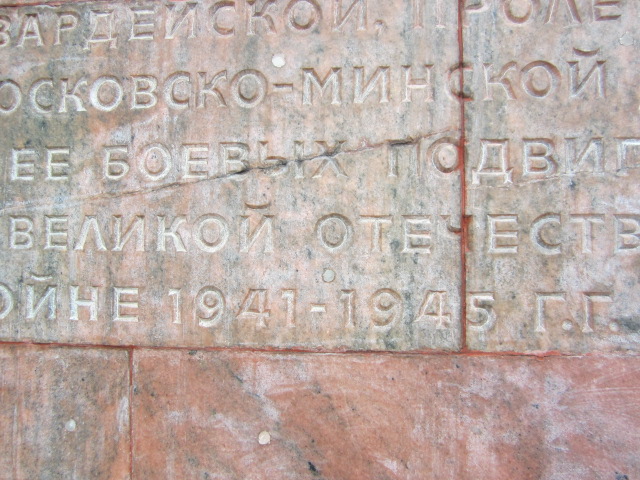 ВАРДЕЙСКОЙ, ПРОЛЕ
ОСКОВСКО-МИНСКОЙ
ЕЕ БОЕВЫХ ПОДВИГ
ВЕЛИКОЙ ОТЕЧЕСТВ
ОЙНЕ 1941-1945 Г.Г.